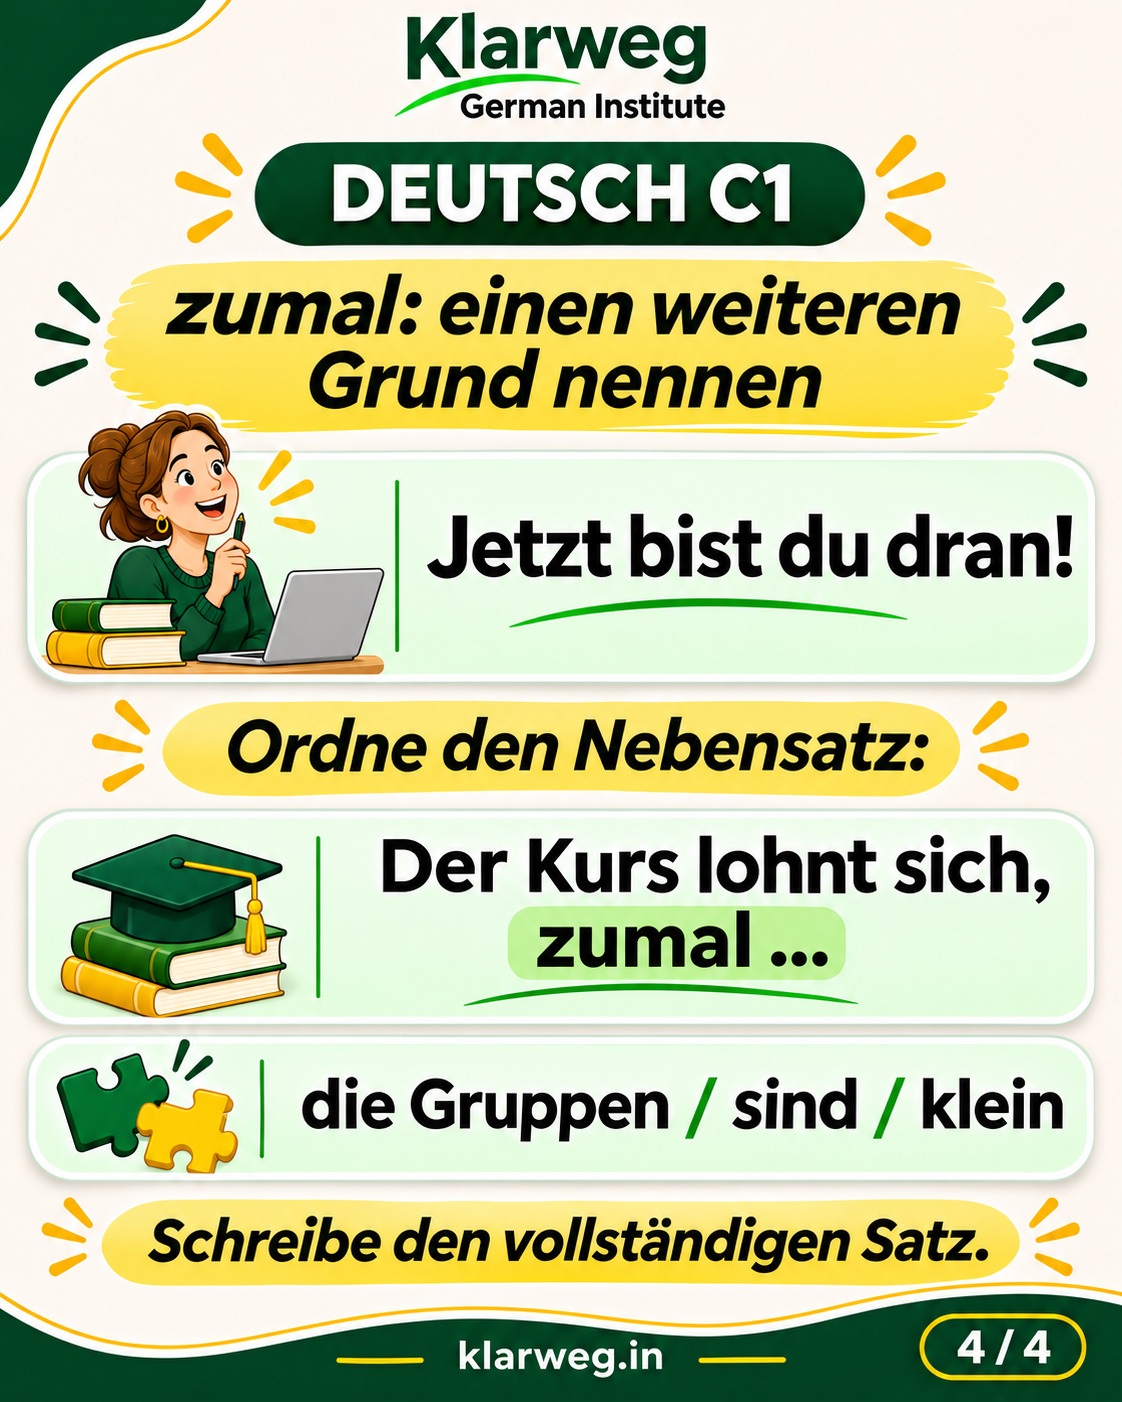 Klarweg
German Institute
DEUTSCH C1
zumal: einen weiteren
Grund nennen
Jetzt bist du dran!
Ordne den Nebensatz:
Der Kurs lohnt sich,
zumal ...
die Gruppen / sind / klein
Schreibe den vollständigen Satz.
klarweg.in
4 / 4